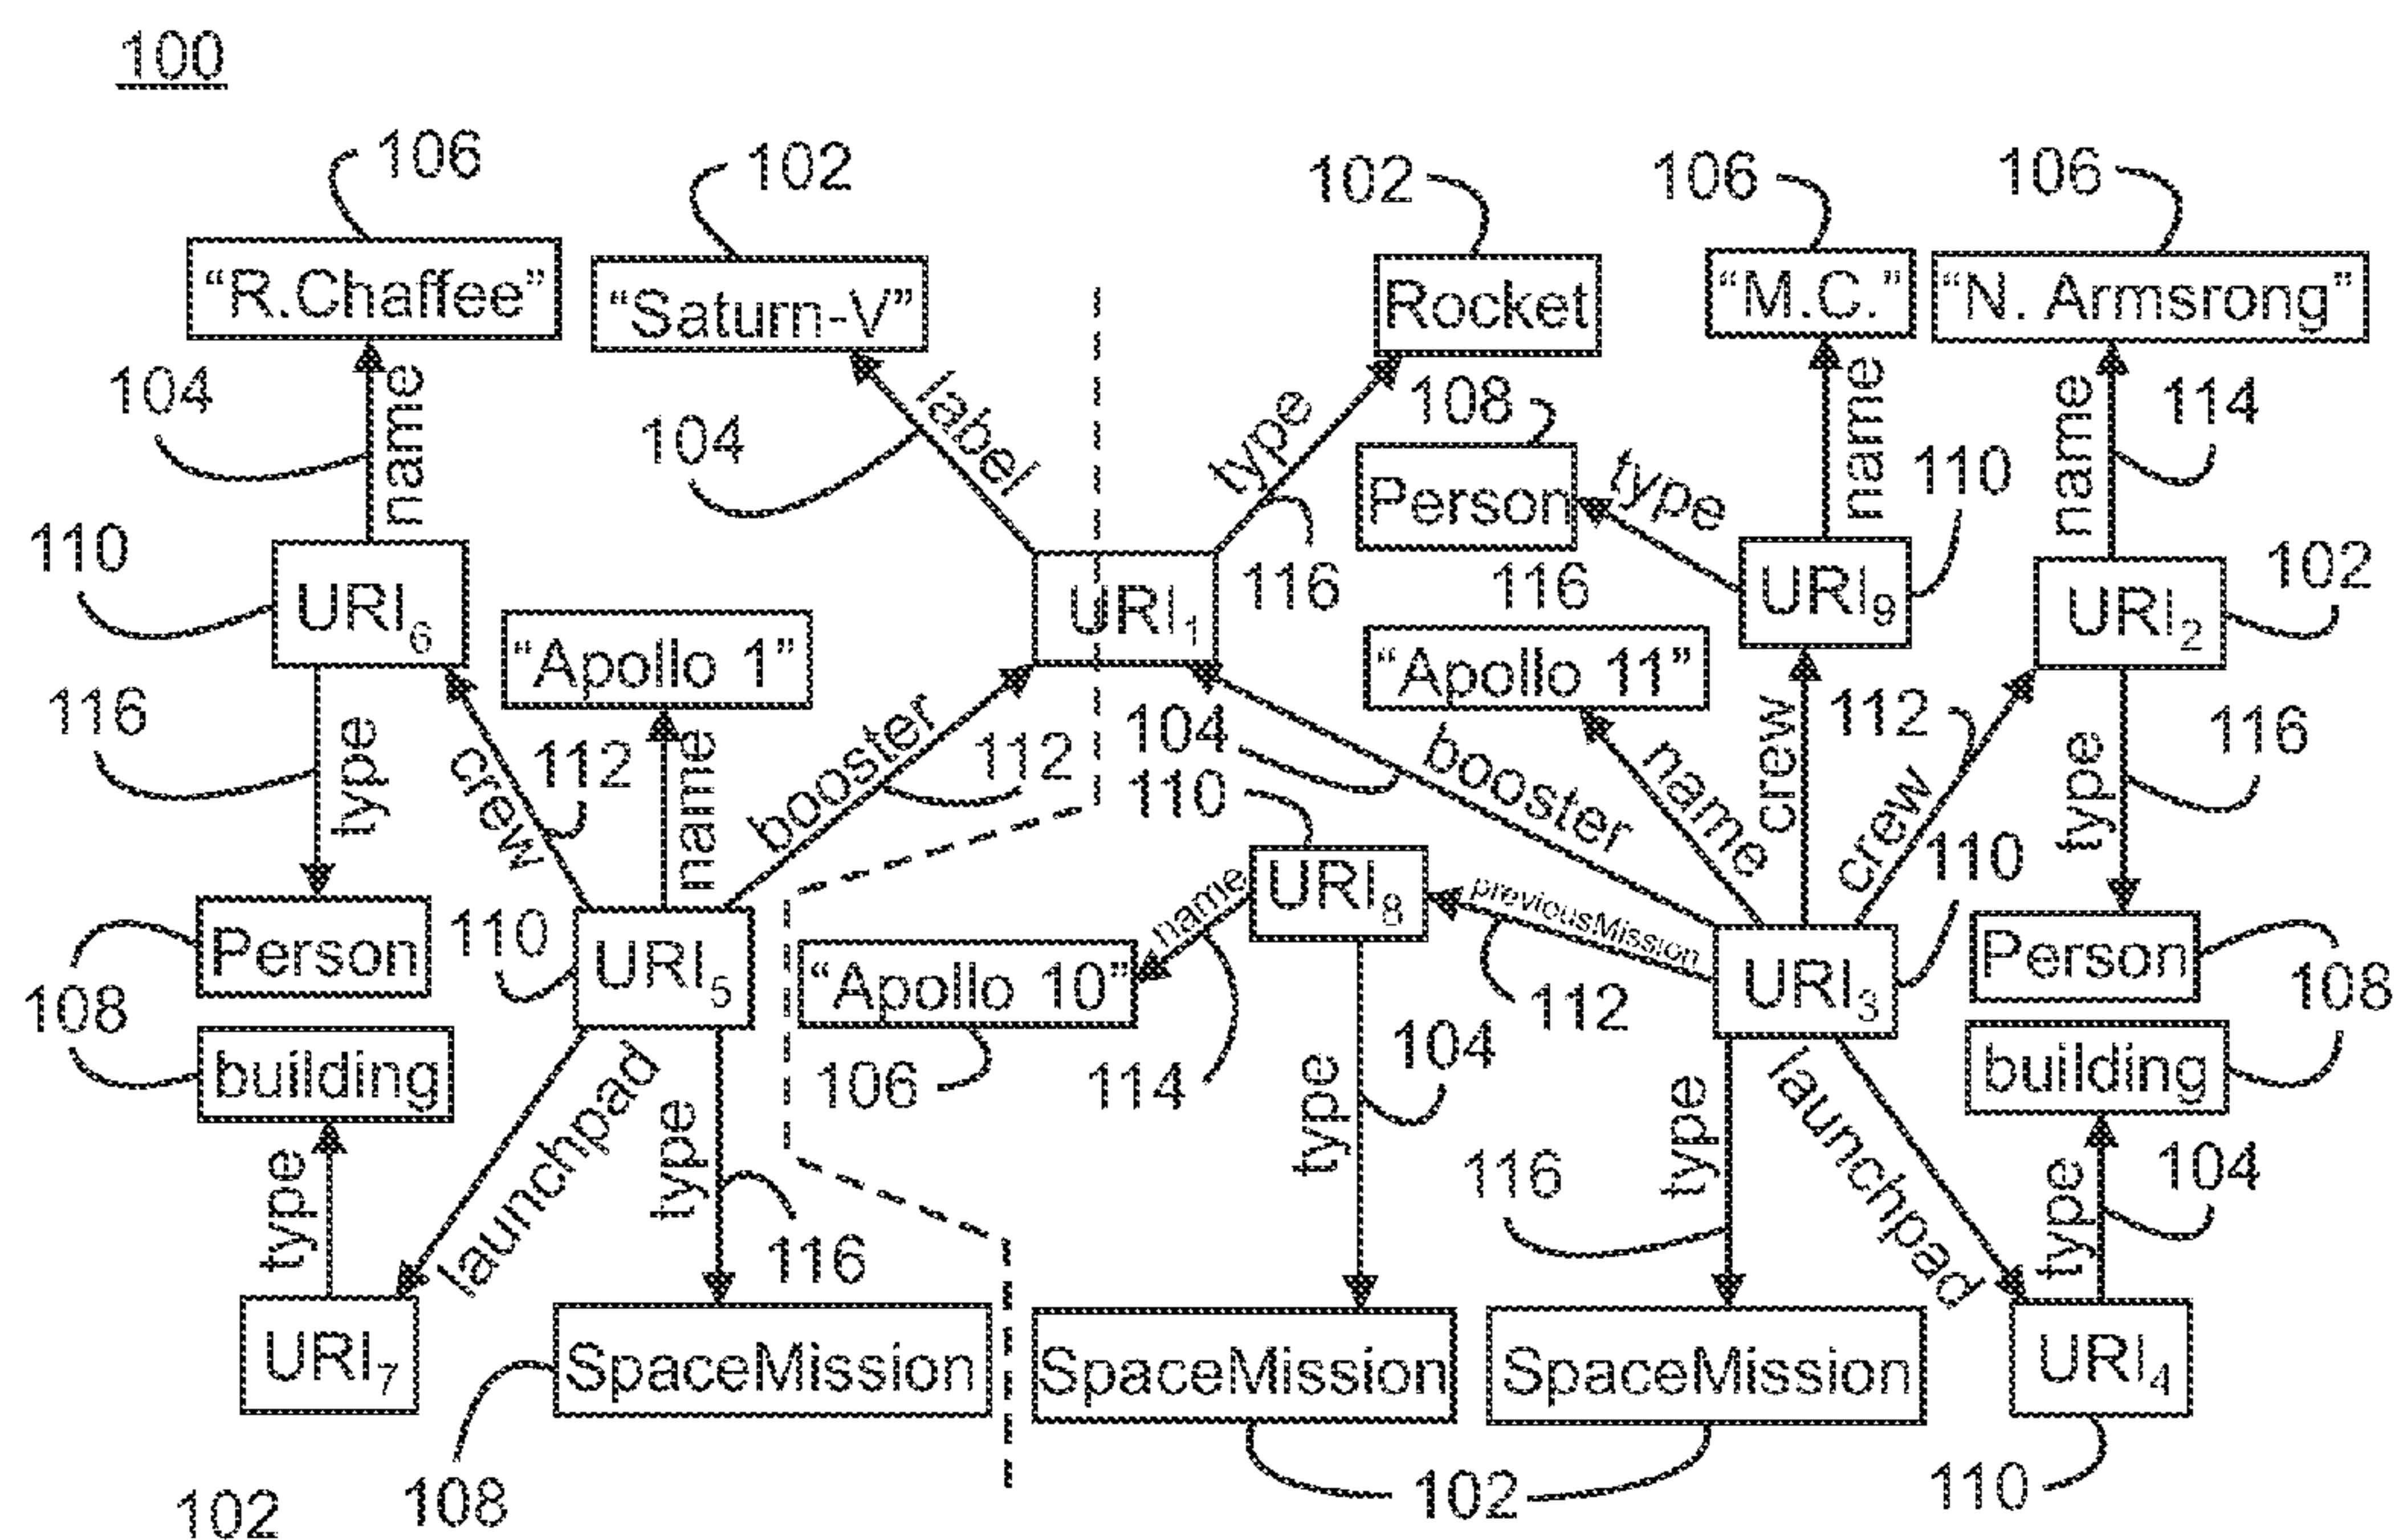 100
106 102 102 106 106
“R.Chaffee” “Saturn-V” Rocket “M.C.” “N. Armsrong”
104 name 104 label type 108 name name 114
Person type 110
110 116 116 102
URI6 “Apollo 1” URI1 “Apollo 11” URI9 URI2
116 type crew 112 name booster 112 104 booster name crew 112 crew 116 type
110 110
Person 110 URI5 “Apollo 10” name URI8 previousMission URI3 Person
108 building 106 114 type 104 112 building 108
type launchpad type 116 116 type launchpad type 104
URI7 SpaceMission SpaceMission SpaceMission URI4
102 108 102 110